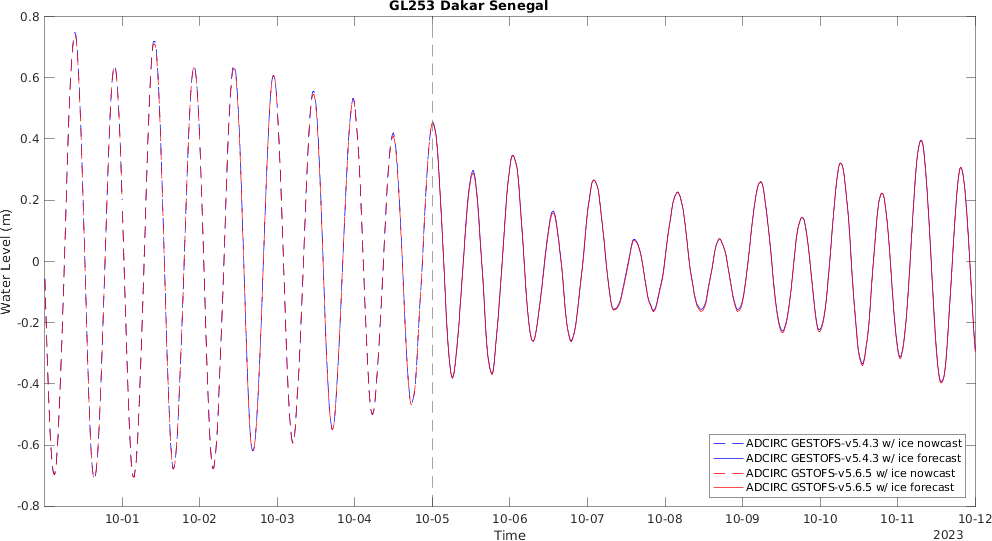 GL253 Dakar Senegal
0.8
0.6
0.4
0.2
0
-0.2
-0.4
-0.6
-0.8
Water Level (m)
ADCIRC GESTOFS-v5.4.3 w/ ice nowcast
ADCIRC GESTOFS-v5.4.3 w/ ice forecast
ADCIRC GSTOFS-v5.6.5 w/ ice nowcast
ADCIRC GSTOFS-v5.6.5 w/ ice forecast
10-01 10-02 10-03 10-04 10-05 10-06 10-07 10-08 10-09 10-10 10-11 10-12
Time
2023